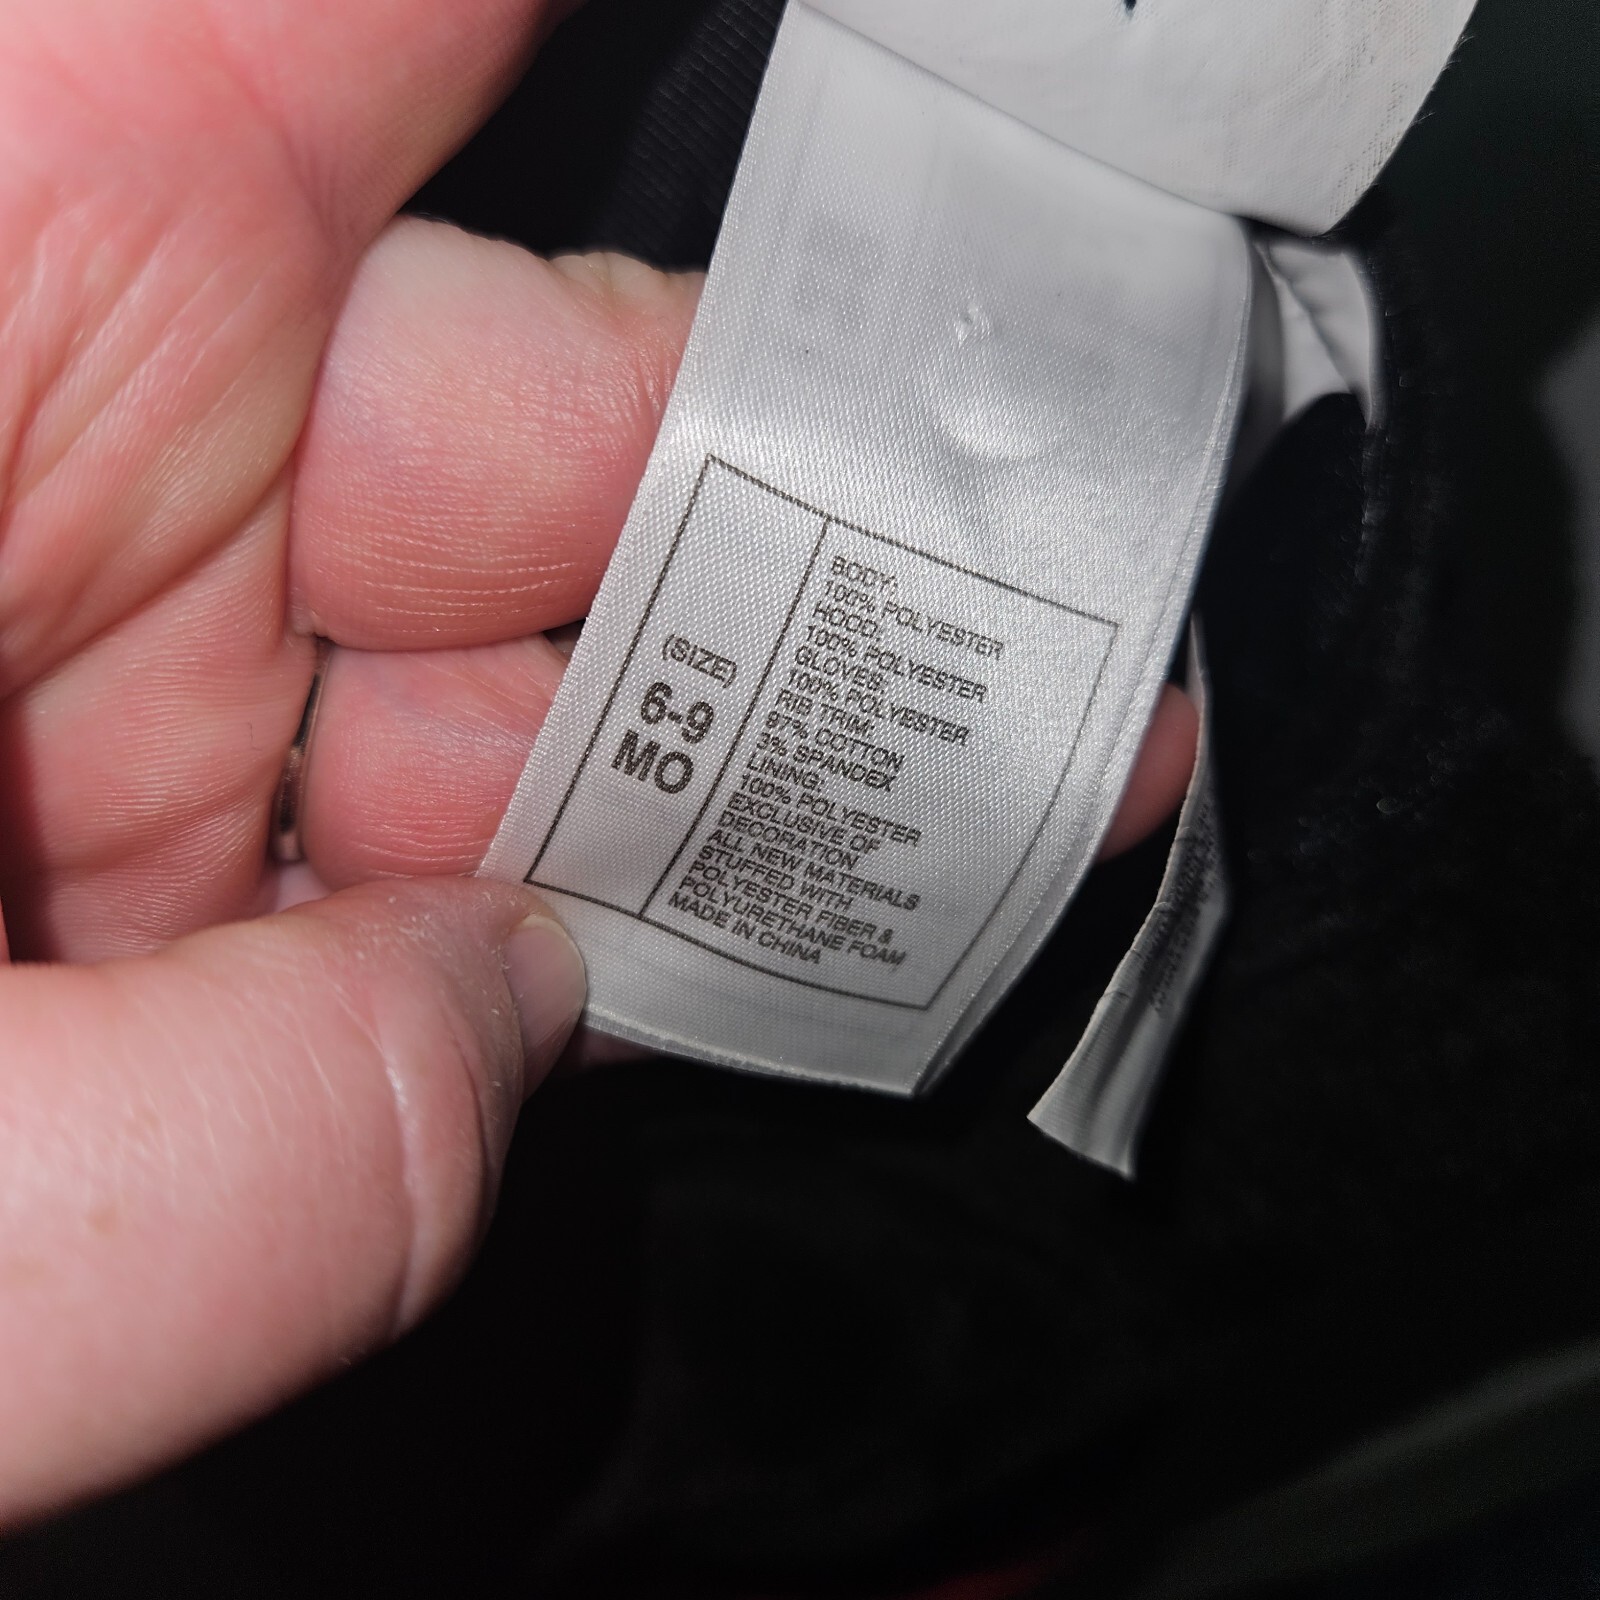 (SIZE)
6-9
MO
BODY:
100% POLYESTER
HOOD:
100% POLYESTER
GLOVES:
100% POLYESTER
RIB TRIM:
97% COTTON
3% SPANDEX
LINING:
100% POLYESTER
EXCLUSIVE OF
DECORATION
ALL NEW MATERIALS
STUFFED WITH
POLYESTER FIBER &
POLYURETHANE FOAM
MADE IN CHINA